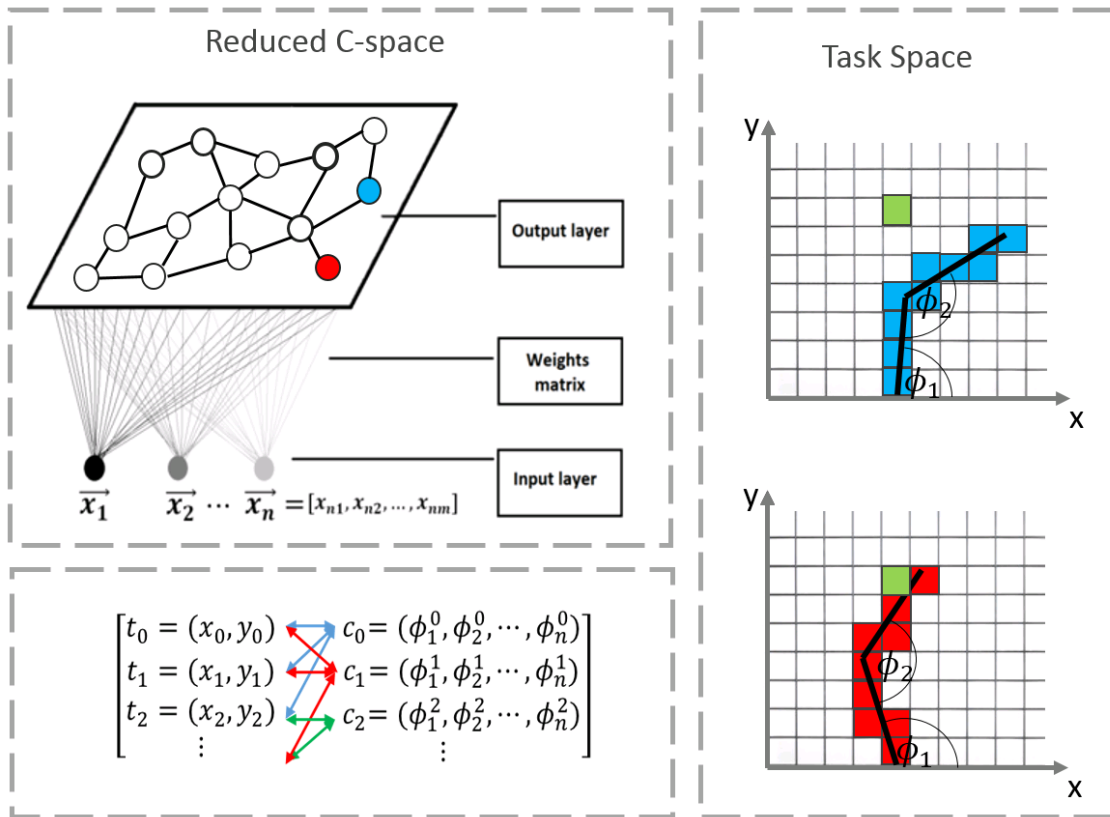 Reduced C-space
Output layer
Weights
matrix
Input layer
x⃗₁ x⃗₂ ⋯ x⃗ₙ = [xₙ₁, xₙ₂, ..., xₙₘ]
t₀ = (x₀, y₀) c₀= (ϕ₁⁰, ϕ₂⁰, ⋯, ϕₙ⁰)
t₁ = (x₁, y₁) c₁= (ϕ₁¹, ϕ₂¹, ⋯, ϕₙ¹)
t₂ = (x₂, y₂) c₂= (ϕ₁², ϕ₂², ⋯, ϕₙ²)
⋮ ⋮
Task Space
y
ϕ₂
ϕ₁
x
y
ϕ₂
ϕ₁
x